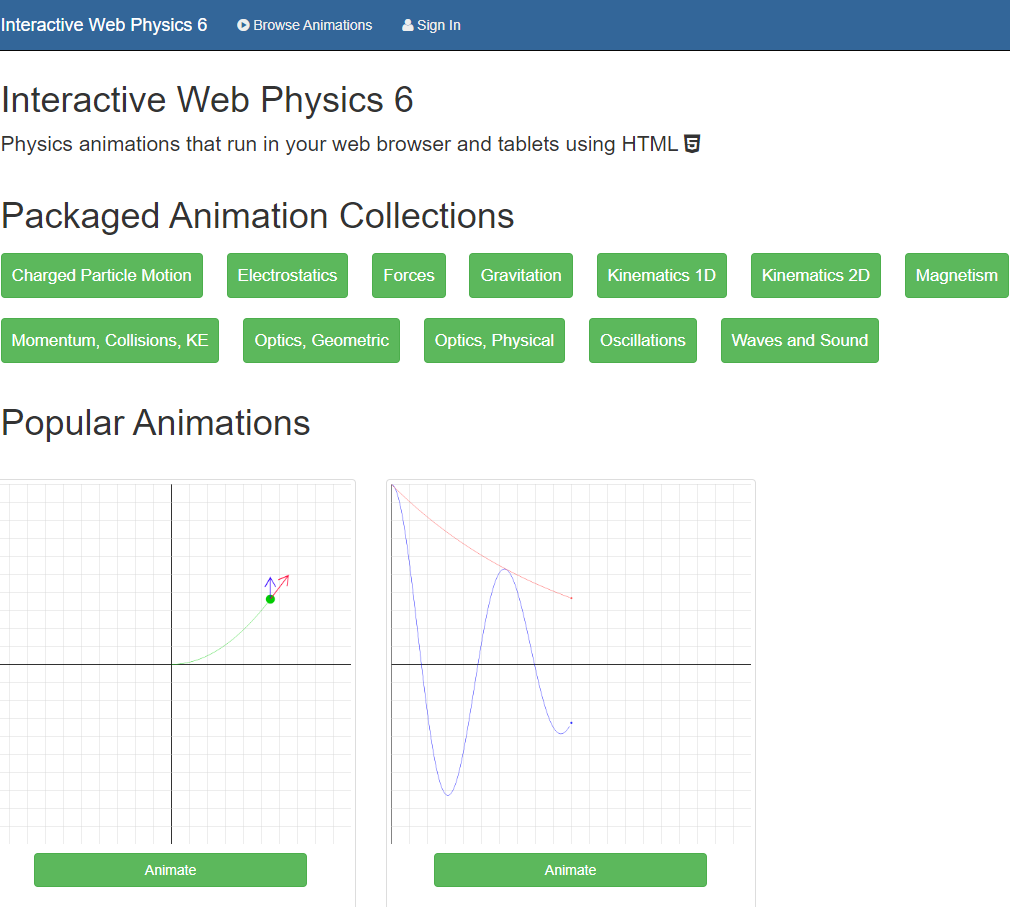 Interactive Web Physics 6 Browse Animations Sign In
Interactive Web Physics 6
Physics animations that run in your web browser and tablets using HTML 5
Packaged Animation Collections
Charged Particle Motion Electrostatics Forces Gravitation Kinematics 1D Kinematics 2D Magnetism
Momentum, Collisions, KE Optics, Geometric Optics, Physical Oscillations Waves and Sound
Popular Animations
Animate Animate